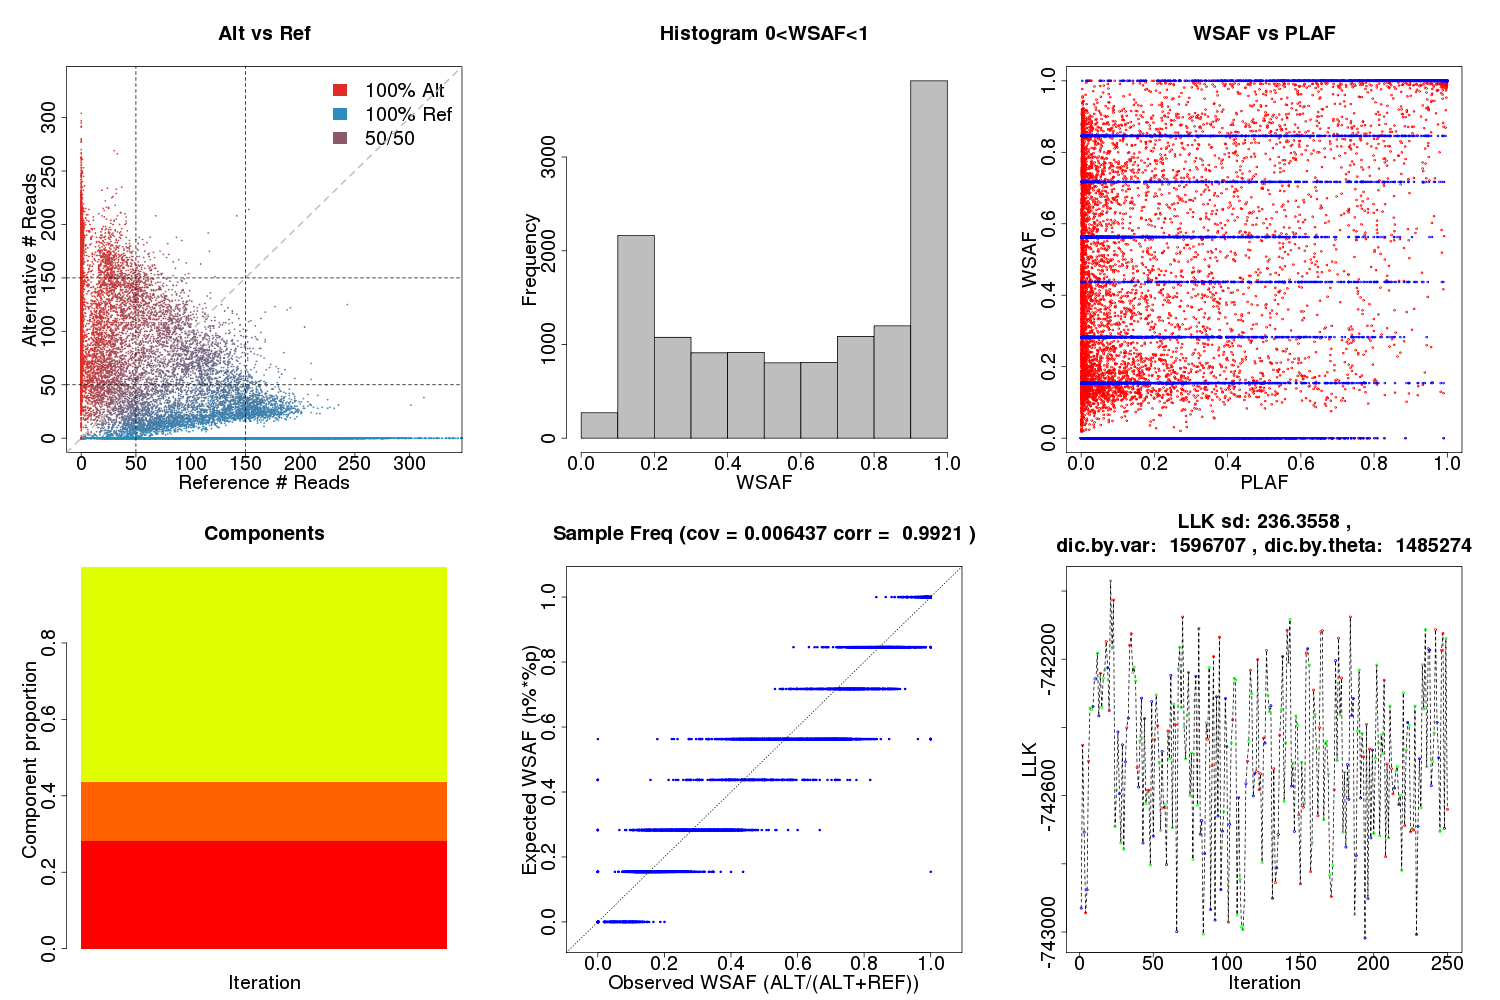 Alt vs Ref
100% Alt
100% Ref
50/50
Alternative # Reads
0 50 100 150 200 250 300
0 50 100 150 200 250 300
Reference # Reads
Histogram 0<WSAF<1
Frequency
0 1000 2000 3000
0.0 0.2 0.4 0.6 0.8 1.0
WSAF
WSAF vs PLAF
WSAF
0.0 0.2 0.4 0.6 0.8 1.0
0.0 0.2 0.4 0.6 0.8 1.0
PLAF
Components
Component proportion
0.0 0.2 0.4 0.6 0.8
Iteration
Sample Freq (cov = 0.006437 corr = 0.9921 )
Expected WSAF (h%*%p)
0.0 0.2 0.4 0.6 0.8 1.0
0.0 0.2 0.4 0.6 0.8 1.0
Observed WSAF (ALT/(ALT+REF))
LLK sd: 236.3558 ,
dic.by.var: 1596707 , dic.by.theta: 1485274
LLK
-743000 -742600 -742200
0 50 100 150 200 250
Iteration